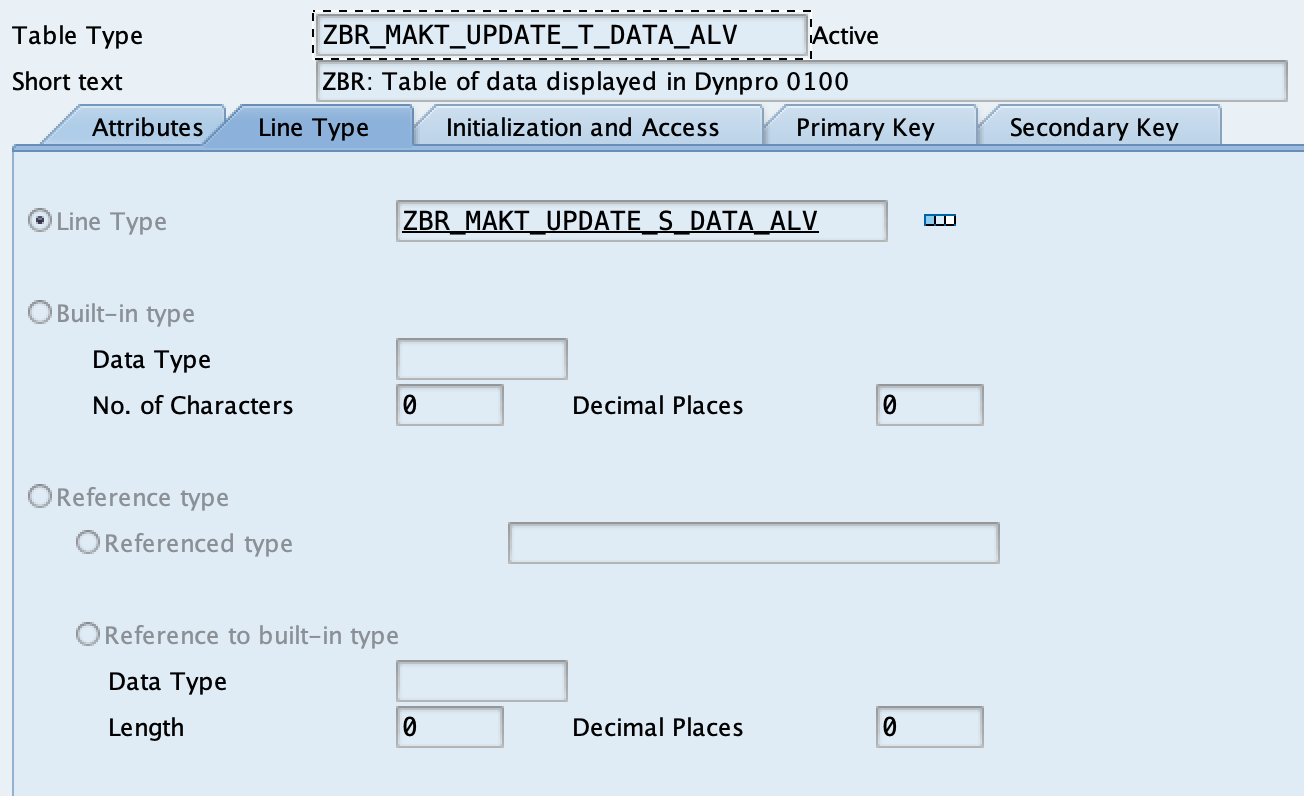 Table Type ZBR_MAKT_UPDATE_T_DATA_ALV Active
Short text ZBR: Table of data displayed in Dynpro 0100
Attributes Line Type Initialization and Access Primary Key Secondary Key
Line Type ZBR_MAKT_UPDATE_S_DATA_ALV
Built-in type
Data Type
No. of Characters 0 Decimal Places 0
Reference type
Referenced type
Reference to built-in type
Data Type
Length 0 Decimal Places 0